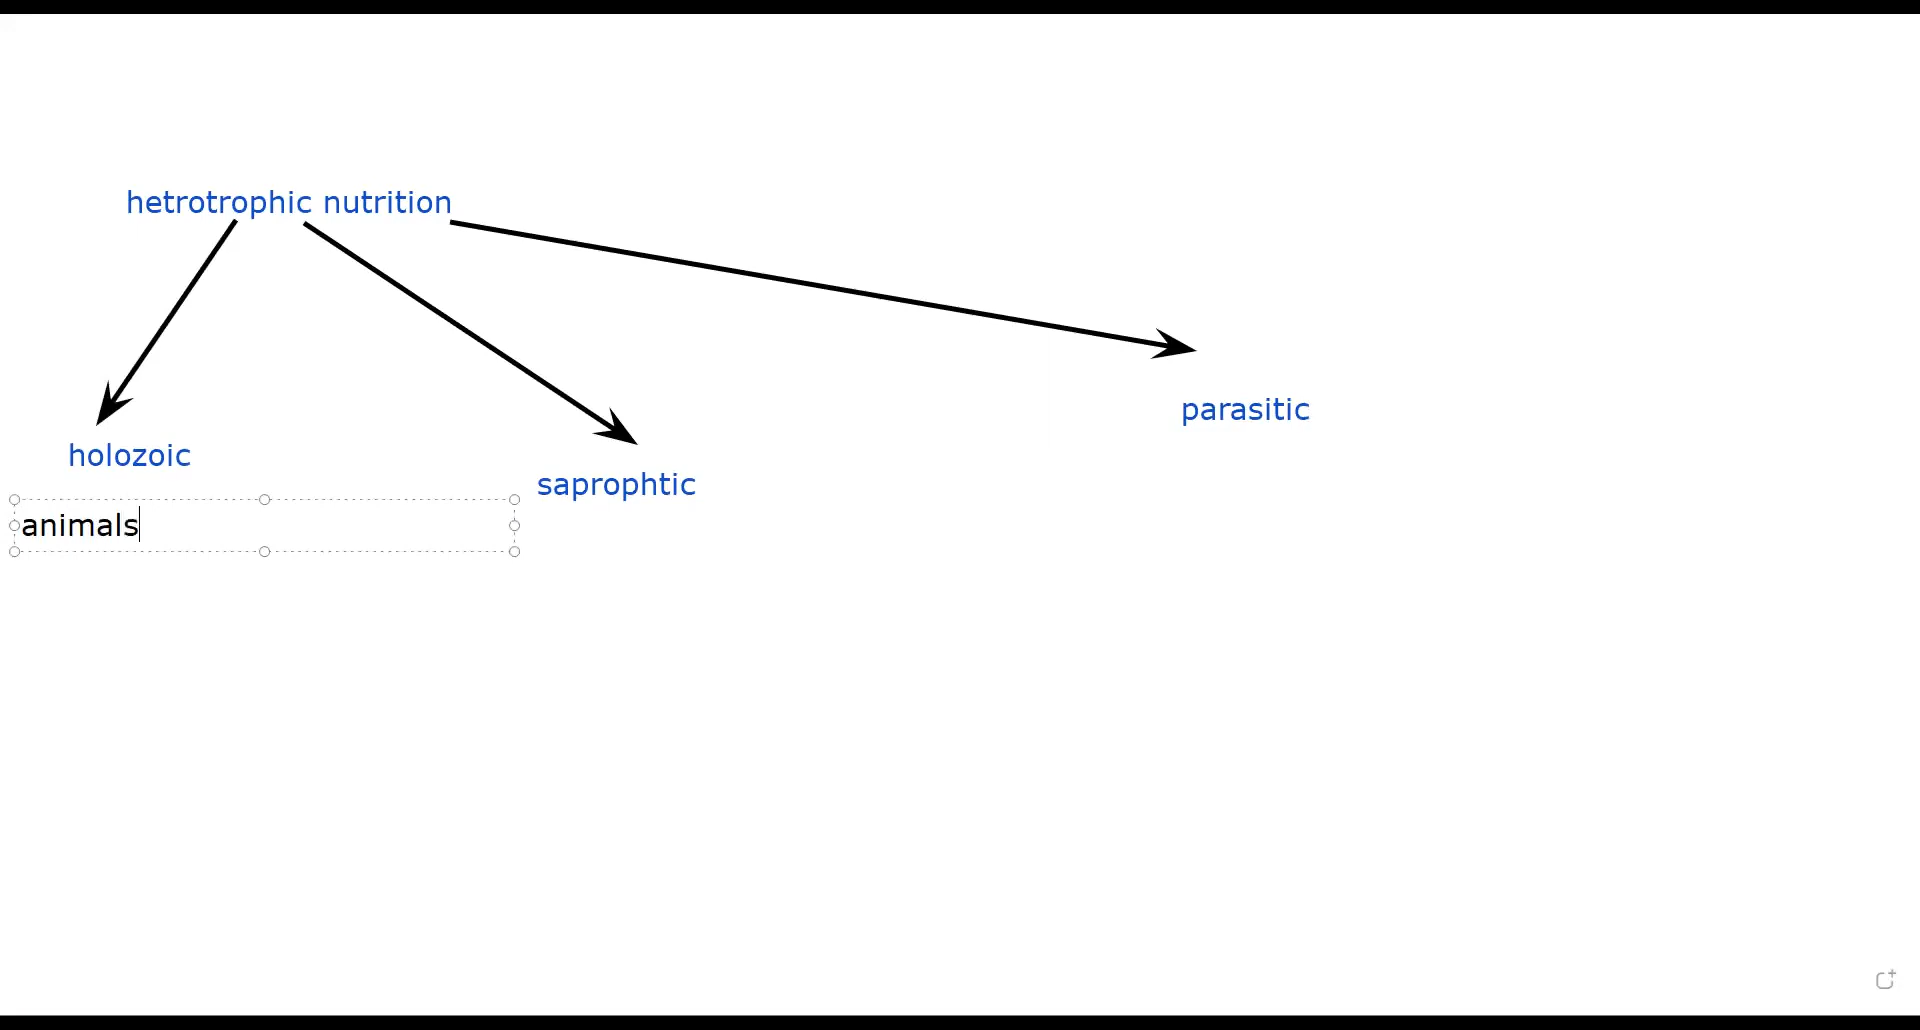 hetrotrophic nutrition
parasitic
holozoic
saprophtic
animals